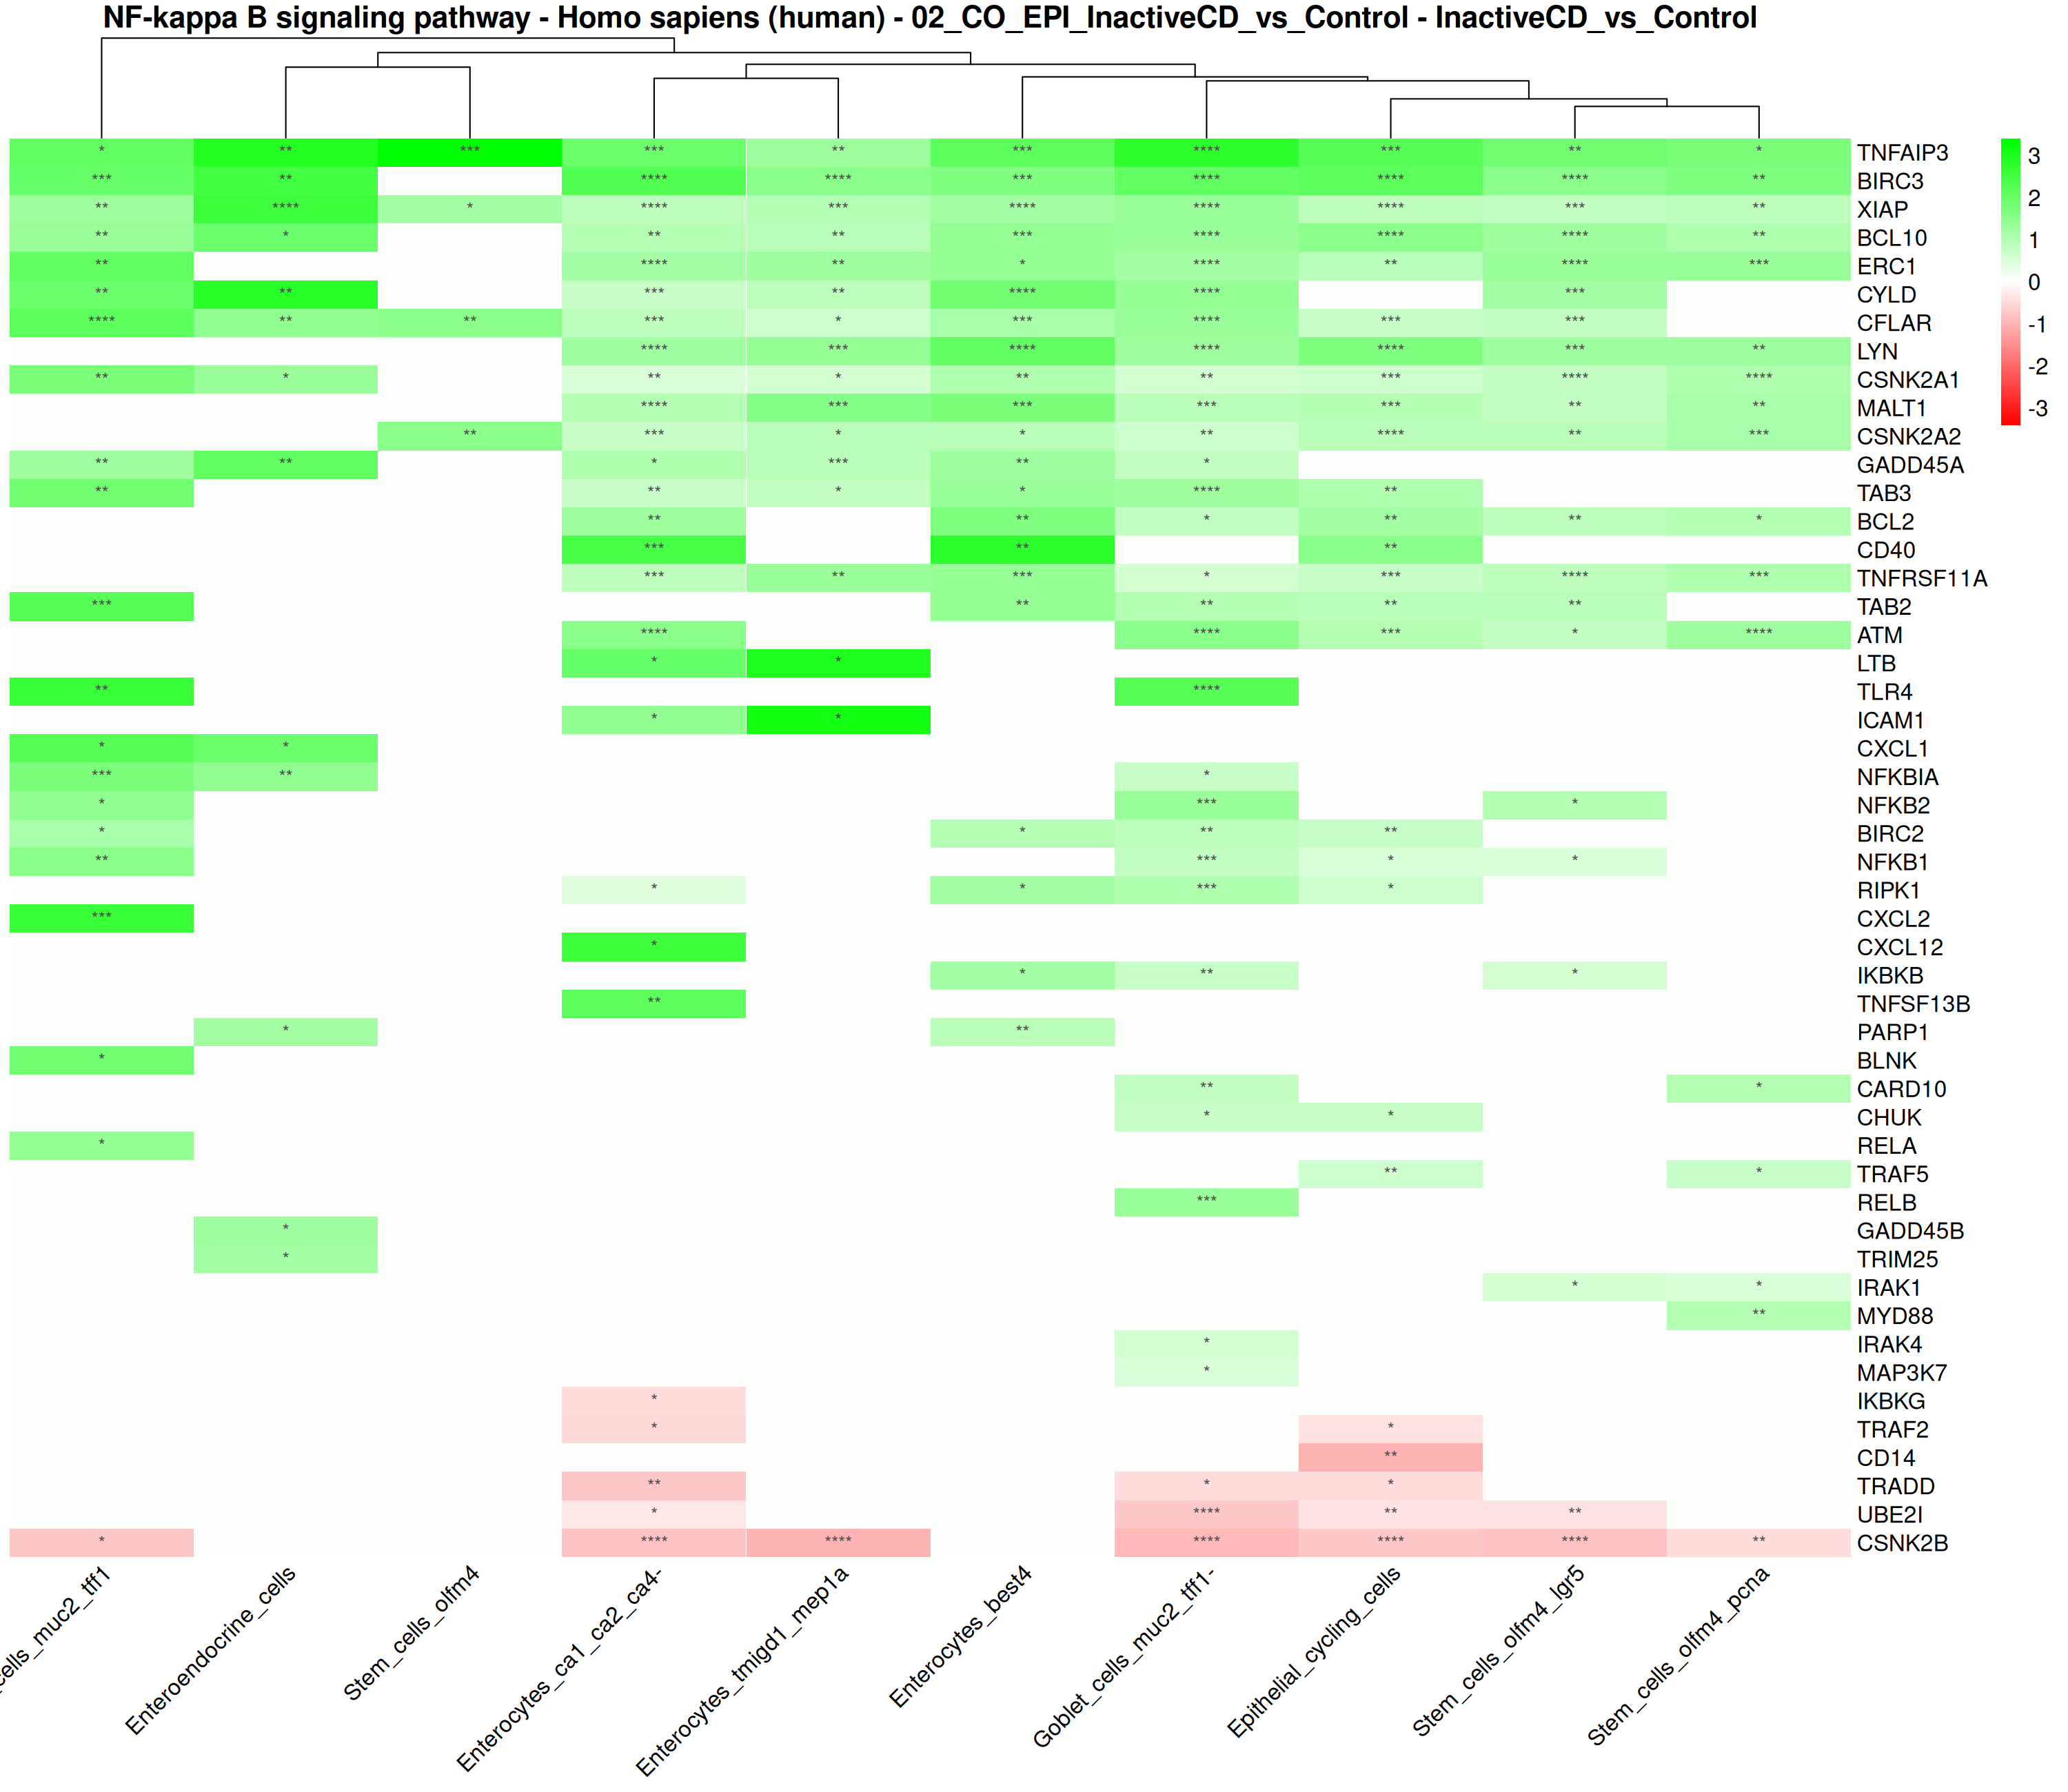 NF-kappa B signaling pathway - Homo sapiens (human) - 02_CO_EPI_InactiveCD_vs_Control - InactiveCD_vs_Control
* ** *** *** ** *** **** *** ** * TNFAIP3
*** ** **** **** *** **** **** **** ** BIRC3
** **** * **** *** **** **** **** *** ** XIAP
** * ** ** *** **** **** **** ** BCL10
** **** ** * **** ** **** *** ERC1
** ** *** ** **** **** *** CYLD
**** ** ** *** * *** **** *** *** CFLAR
**** *** **** **** **** *** ** LYN
** * ** * ** ** *** **** **** CSNK2A1
**** *** *** *** *** ** ** MALT1
** *** * * ** **** ** *** CSNK2A2
** ** * *** ** * GADD45A
** ** * * **** ** TAB3
** ** * ** ** * BCL2
*** ** ** CD40
*** ** *** * *** **** *** TNFRSF11A
*** ** ** ** ** TAB2
**** **** *** * **** ATM
* * LTB
** **** TLR4
* * ICAM1
* * CXCL1
*** ** * NFKBIA
* *** * NFKB2
* * ** ** BIRC2
** *** * * NFKB1
* * *** * RIPK1
*** CXCL2
* CXCL12
* ** * IKBKB
** TNFSF13B
* ** PARP1
* BLNK
** * CARD10
* * CHUK
* RELA
** * TRAF5
*** RELB
* GADD45B
* TRIM25
* * IRAK1
** MYD88
* IRAK4
* MAP3K7
* IKBKG
* * TRAF2
** CD14
** * * TRADD
* **** ** ** UBE2I
* **** **** **** **** **** ** CSNK2B
3
2
1
0
-1
-2
-3
cells_muc2_tff1
Enteroendocrine_cells
Stem_cells_olfm4
Enterocytes_ca1_ca2_ca4-
Enterocytes_tmigd1_mep1a
Enterocytes_best4
Goblet_cells_muc2_tff1-
Epithelial_cycling_cells
Stem_cells_olfm4_lgr5
Stem_cells_olfm4_pcna